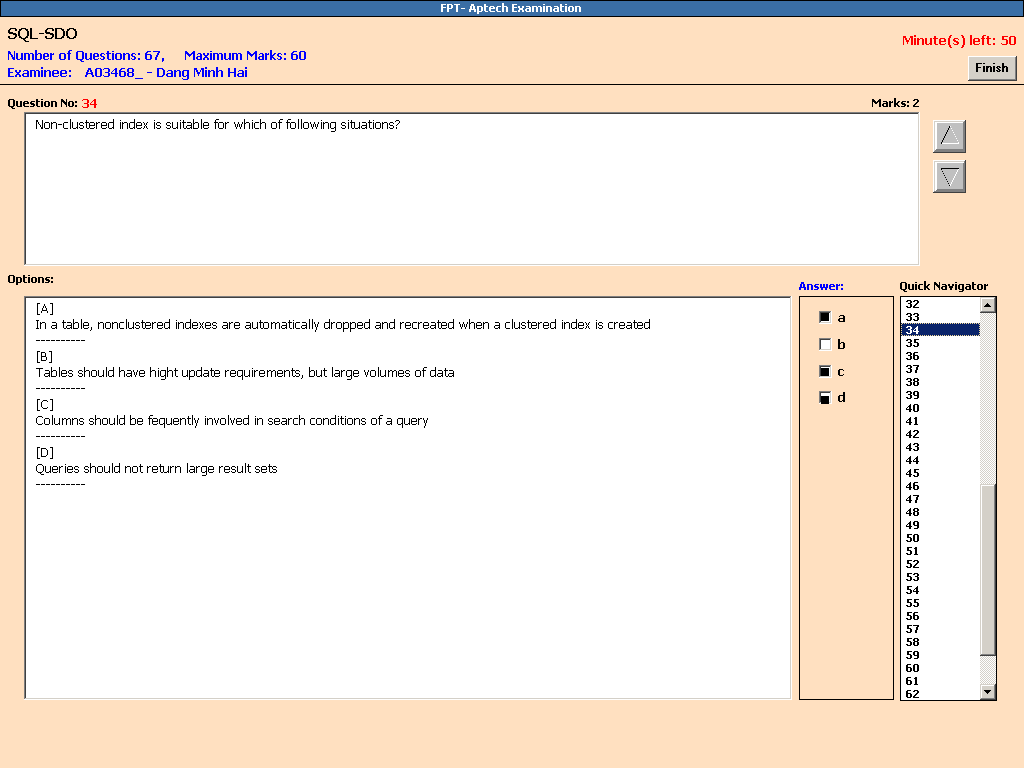 FPT- Aptech Examination
SQL-SDO
Minute(s) left: 50
Number of Questions: 67, Maximum Marks: 60
Examinee: A03468_ - Dang Minh Hai
Finish
Question No: 34
Marks: 2
Non-clustered index is suitable for which of following situations?
Options:
[A]
In a table, nonclustered indexes are automatically dropped and recreated when a clustered index is created
----------
[B]
Tables should have hight update requirements, but large volumes of data
----------
[C]
Columns should be fequently involved in search conditions of a query
----------
[D]
Queries should not return large result sets
----------
Answer:
a
b
c
d
Quick Navigator
32
33
34
35
36
37
38
39
40
41
42
43
44
45
46
47
48
49
50
51
52
53
54
55
56
57
58
59
60
61
62